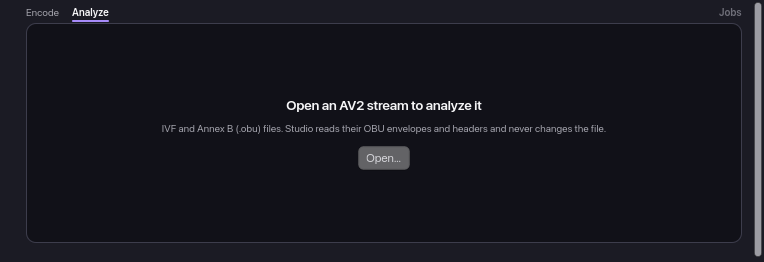 Encode Analyze Jobs
Open an AV2 stream to analyze it
IVF and Annex B (.obu) files. Studio reads their OBU envelopes and headers and never changes the file.
Open...